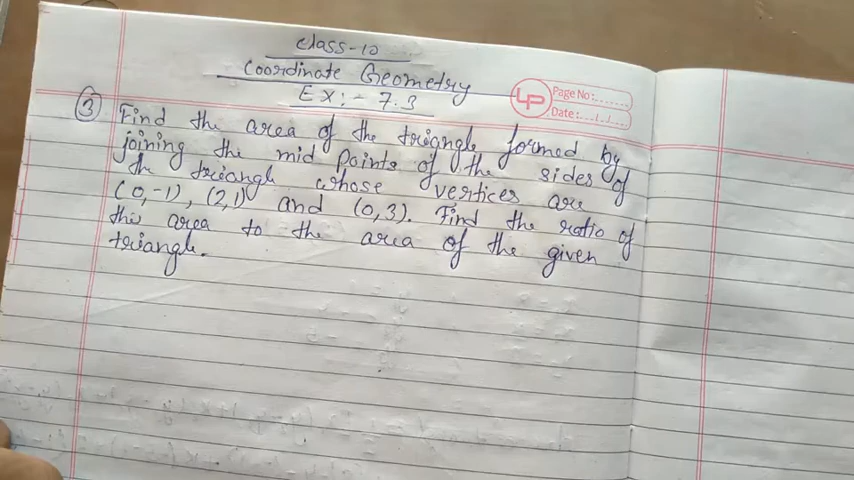 Class-10
Coordinate Geometry
EX:- 7.3
LP
Page No:......
Date: .../.../...
③ Find the area of the triangle formed by
joining the mid points of the sides of
the triangle whose vertices are
(0,-1), (2,1) and (0,3). Find the ratio of
this area to the area of the given
triangle.